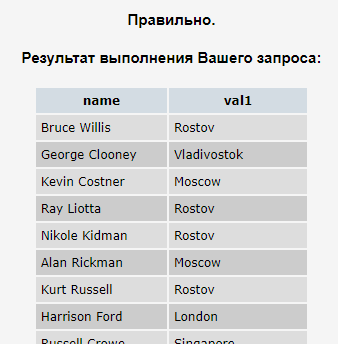 Правильно.
Результат выполнения Вашего запроса:
name val1
Bruce Willis Rostov
George Clooney Vladivostok
Kevin Costner Moscow
Ray Liotta Rostov
Nikole Kidman Rostov
Alan Rickman Moscow
Kurt Russell Rostov
Harrison Ford London
Russell Crowe Singapore